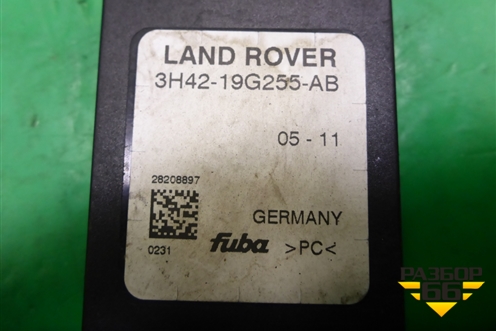 LAND ROVER
3H42-19G255-AB
05-11
28208897
GERMANY
0231
fuba >PC<
РАЗБОР
66